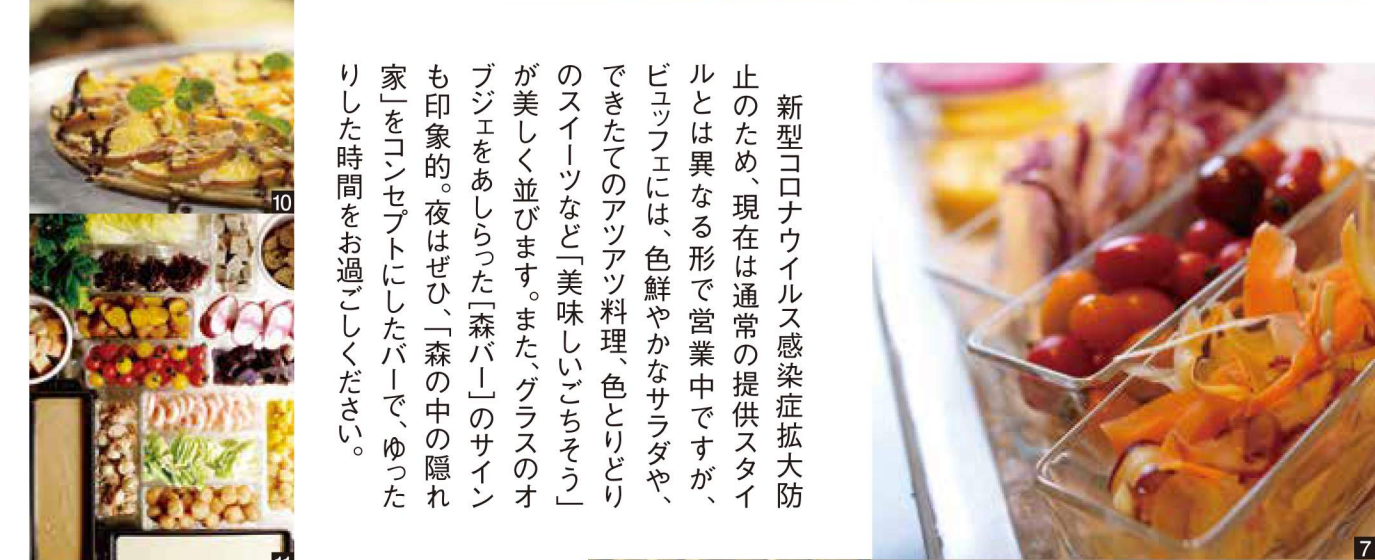 新型コロナウイルス感染症拡大防
止のため、現在は通常の提供スタイ
ルとは異なる形で営業中ですが、
ビュッフェには、色鮮やかなサラダや、
できたてのアツアツ料理、色とりどり
のスイーツなど「美味しいごちそう」
が美しく並びます。また、グラスのオ
ブジェをあしらった［森バー］のサイン
も印象的。夜はぜひ、「森の中の隠れ
家」をコンセプトにしたバーで、ゆった
りした時間をお過ごしください。
7
10
11